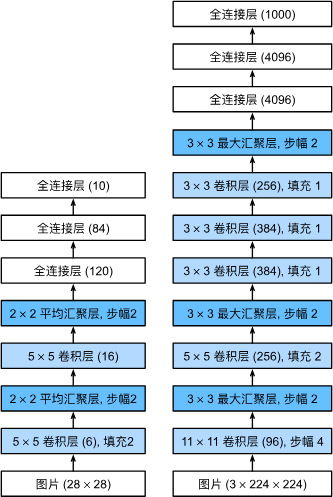 全连接层 (10)
全连接层 (84)
全连接层 (120)
2 × 2 平均汇聚层, 步幅2
5 × 5 卷积层 (16)
2 × 2 平均汇聚层, 步幅2
5 × 5 卷积层 (6), 填充2
图片 (28 × 28)
全连接层 (1000)
全连接层 (4096)
全连接层 (4096)
3 × 3 最大汇聚层, 步幅 2
3 × 3 卷积层 (256), 填充 1
3 × 3 卷积层 (384), 填充 1
3 × 3 卷积层 (384), 填充 1
3 × 3 最大汇聚层, 步幅 2
5 × 5 卷积层 (256), 填充 2
3 × 3 最大汇聚层, 步幅 2
11 × 11 卷积层 (96), 步幅 4
图片 (3 × 224 × 224)